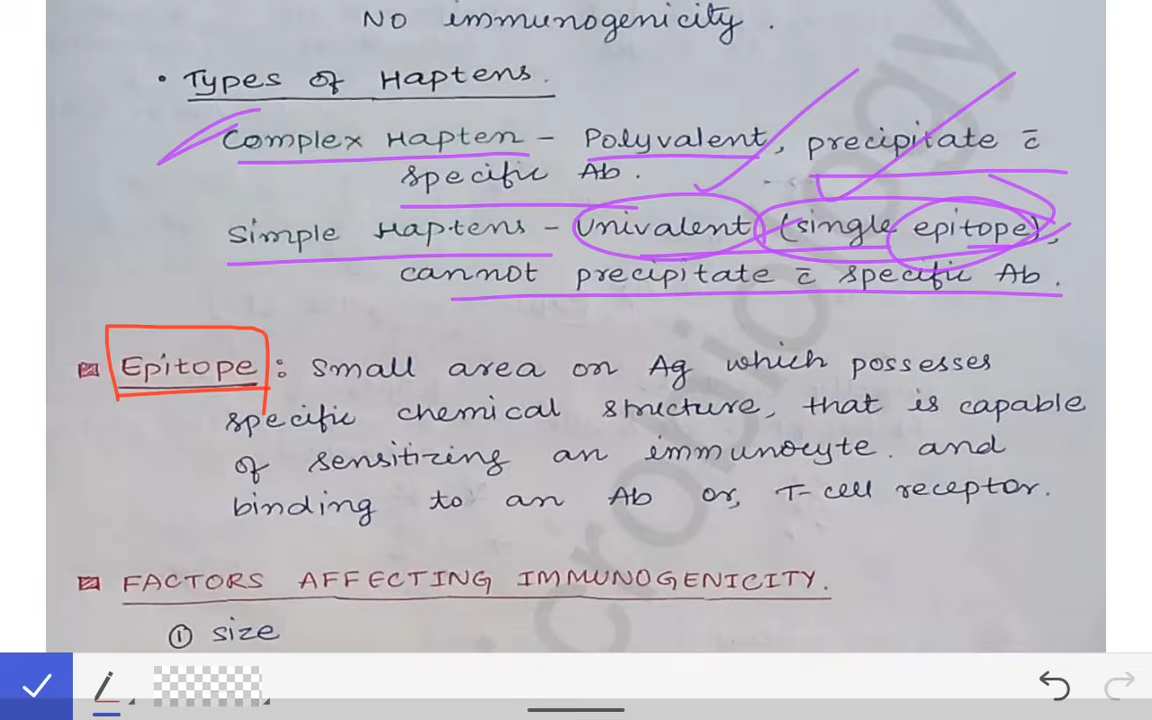 No immunogenicity.
• Types of Haptens.
Complex Hapten - Polyvalent, precipitate c̄
specific Ab.
Simple Haptens - Univalent (single epitope),
cannot precipitate c̄ specific Ab.
Epitope: Small area on Ag which possesses
specific chemical structure, that is capable
of sensitizing an immunocyte. and
binding to an Ab or, T-cell receptor.
FACTORS AFFECTING IMMUNOGENICITY.
① size
crobiology